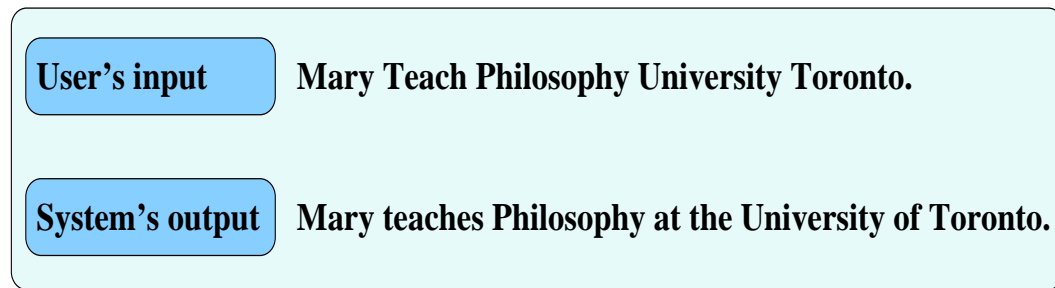 User’s input Mary Teach Philosophy University Toronto.
System’s output Mary teaches Philosophy at the University of Toronto.